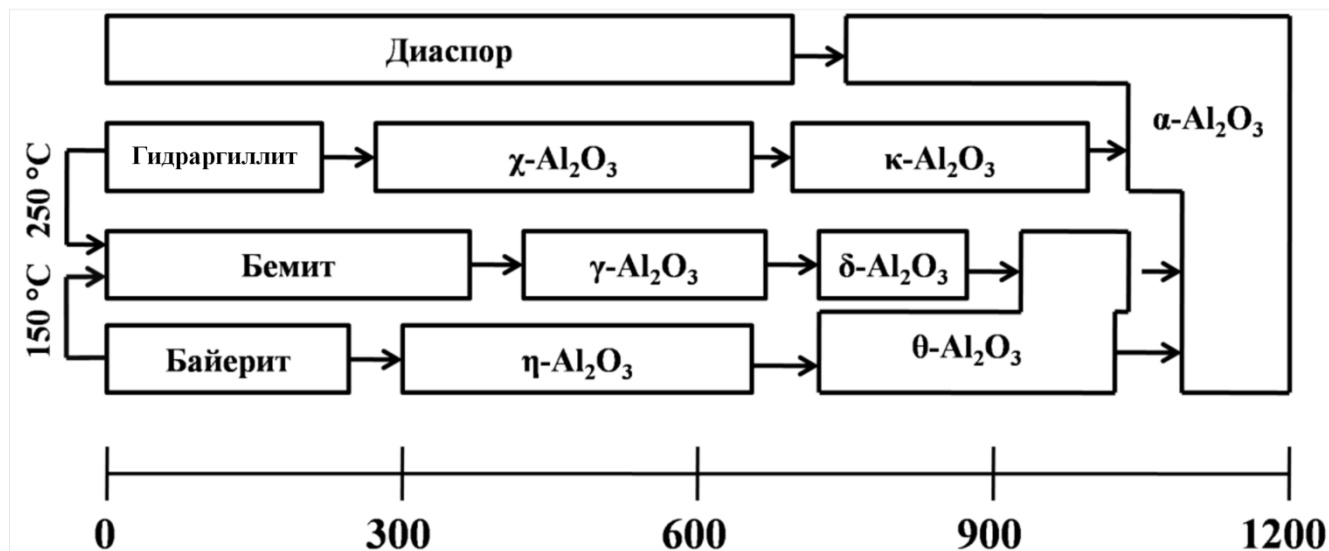 Диаспор
α-Al₂O₃
Гидраргиллит
χ-Al₂O₃
κ-Al₂O₃
250 °C
Бемит
γ-Al₂O₃
δ-Al₂O₃
150 °C
Байерит
η-Al₂O₃
θ-Al₂O₃
0 300 600 900 1200